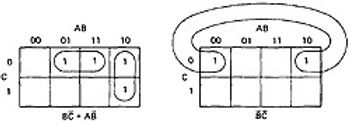 AB
00 01 11 10
0 1 1 1
C
1 1
BC̅ + AB̅
AB
00 01 11 10
0 1 1
C
1
B̅C̅